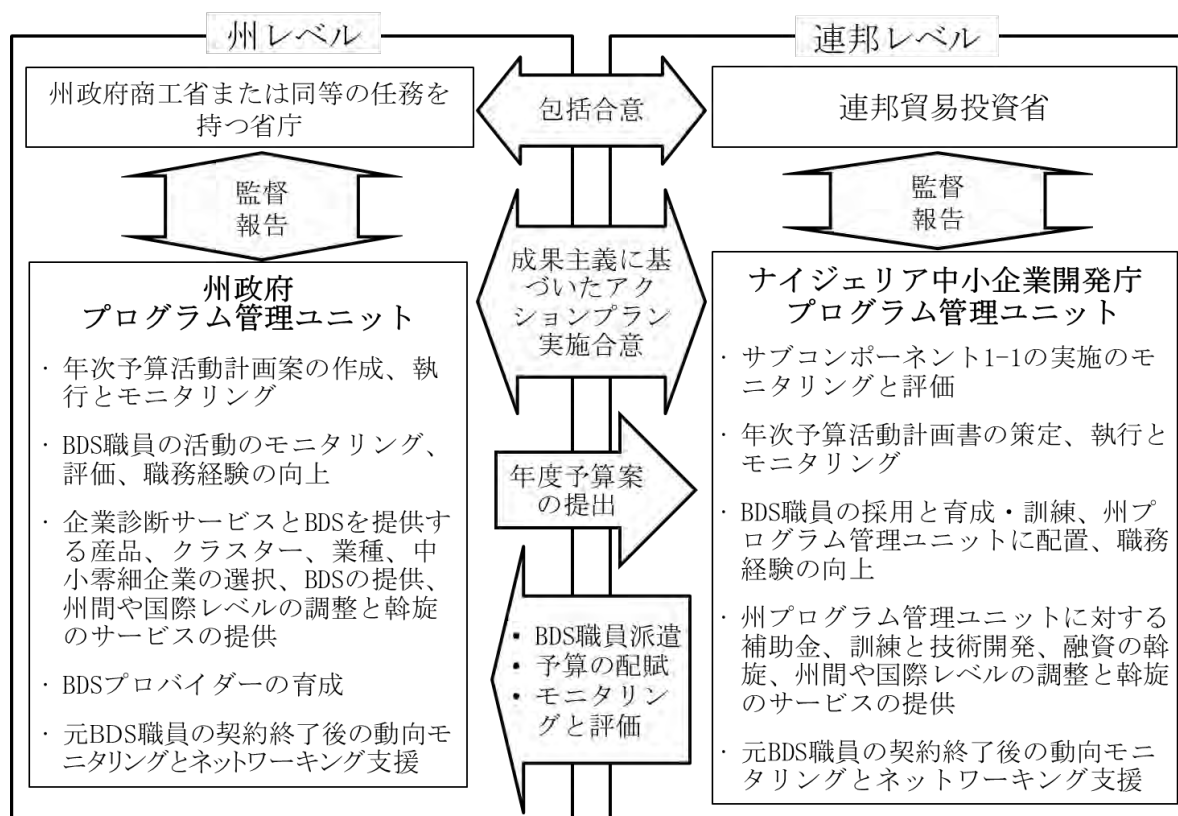 州レベル
州政府商工省または同等の任務を
持つ省庁
監督
報告
州政府
プログラム管理ユニット
・年次予算活動計画案の作成、執
行とモニタリング
・BDS職員の活動のモニタリング、
評価、職務経験の向上
・企業診断サービスとBDSを提供す
る産品、クラスター、業種、中
小零細企業の選択、BDSの提供、
州間や国際レベルの調整と斡旋
のサービスの提供
・BDSプロバイダーの育成
・元BDS職員の契約終了後の動向モ
ニタリングとネットワーキング支援
包括合意
成果主義に基
づいたアク
ションプラン
実施合意
年度予算案
の提出
• BDS職員派遣
• 予算の配賦
• モニタリン
グと評価
連邦レベル
連邦貿易投資省
監督
報告
ナイジェリア中小企業開発庁
プログラム管理ユニット
・サブコンポーネント1-1の実施のモ
ニタリングと評価
・年次予算活動計画書の策定、執行と
モニタリング
・BDS職員の採用と育成・訓練、州プ
ログラム管理ユニットに配置、職務
経験の向上
・州プログラム管理ユニットに対する
補助金、訓練と技術開発、融資の斡
旋、州間や国際レベルの調整と斡旋
のサービスの提供
・元BDS職員の契約終了後の動向モニ
タリングとネットワーキング支援